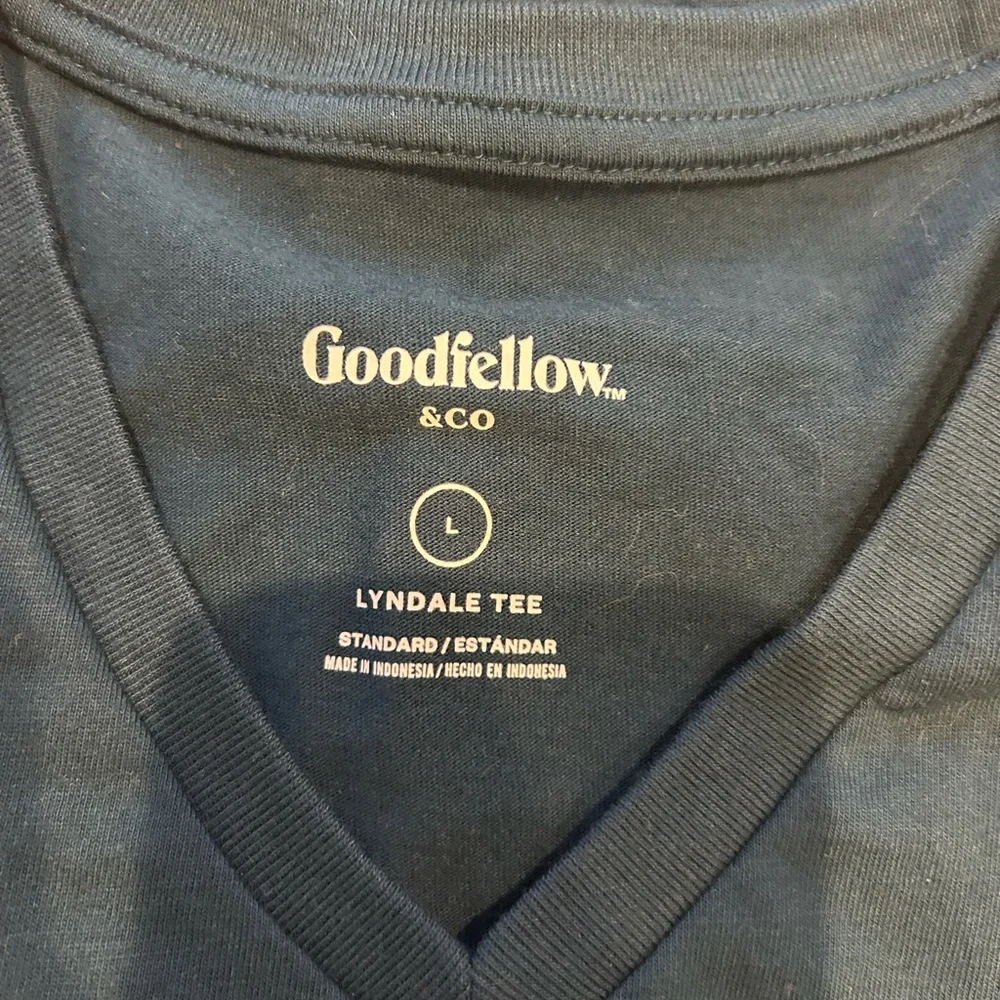 Goodfellow™
&CO
L
LYNDALE TEE
STANDARD / ESTÁNDAR
MADE IN INDONESIA / HECHO EN INDONESIA